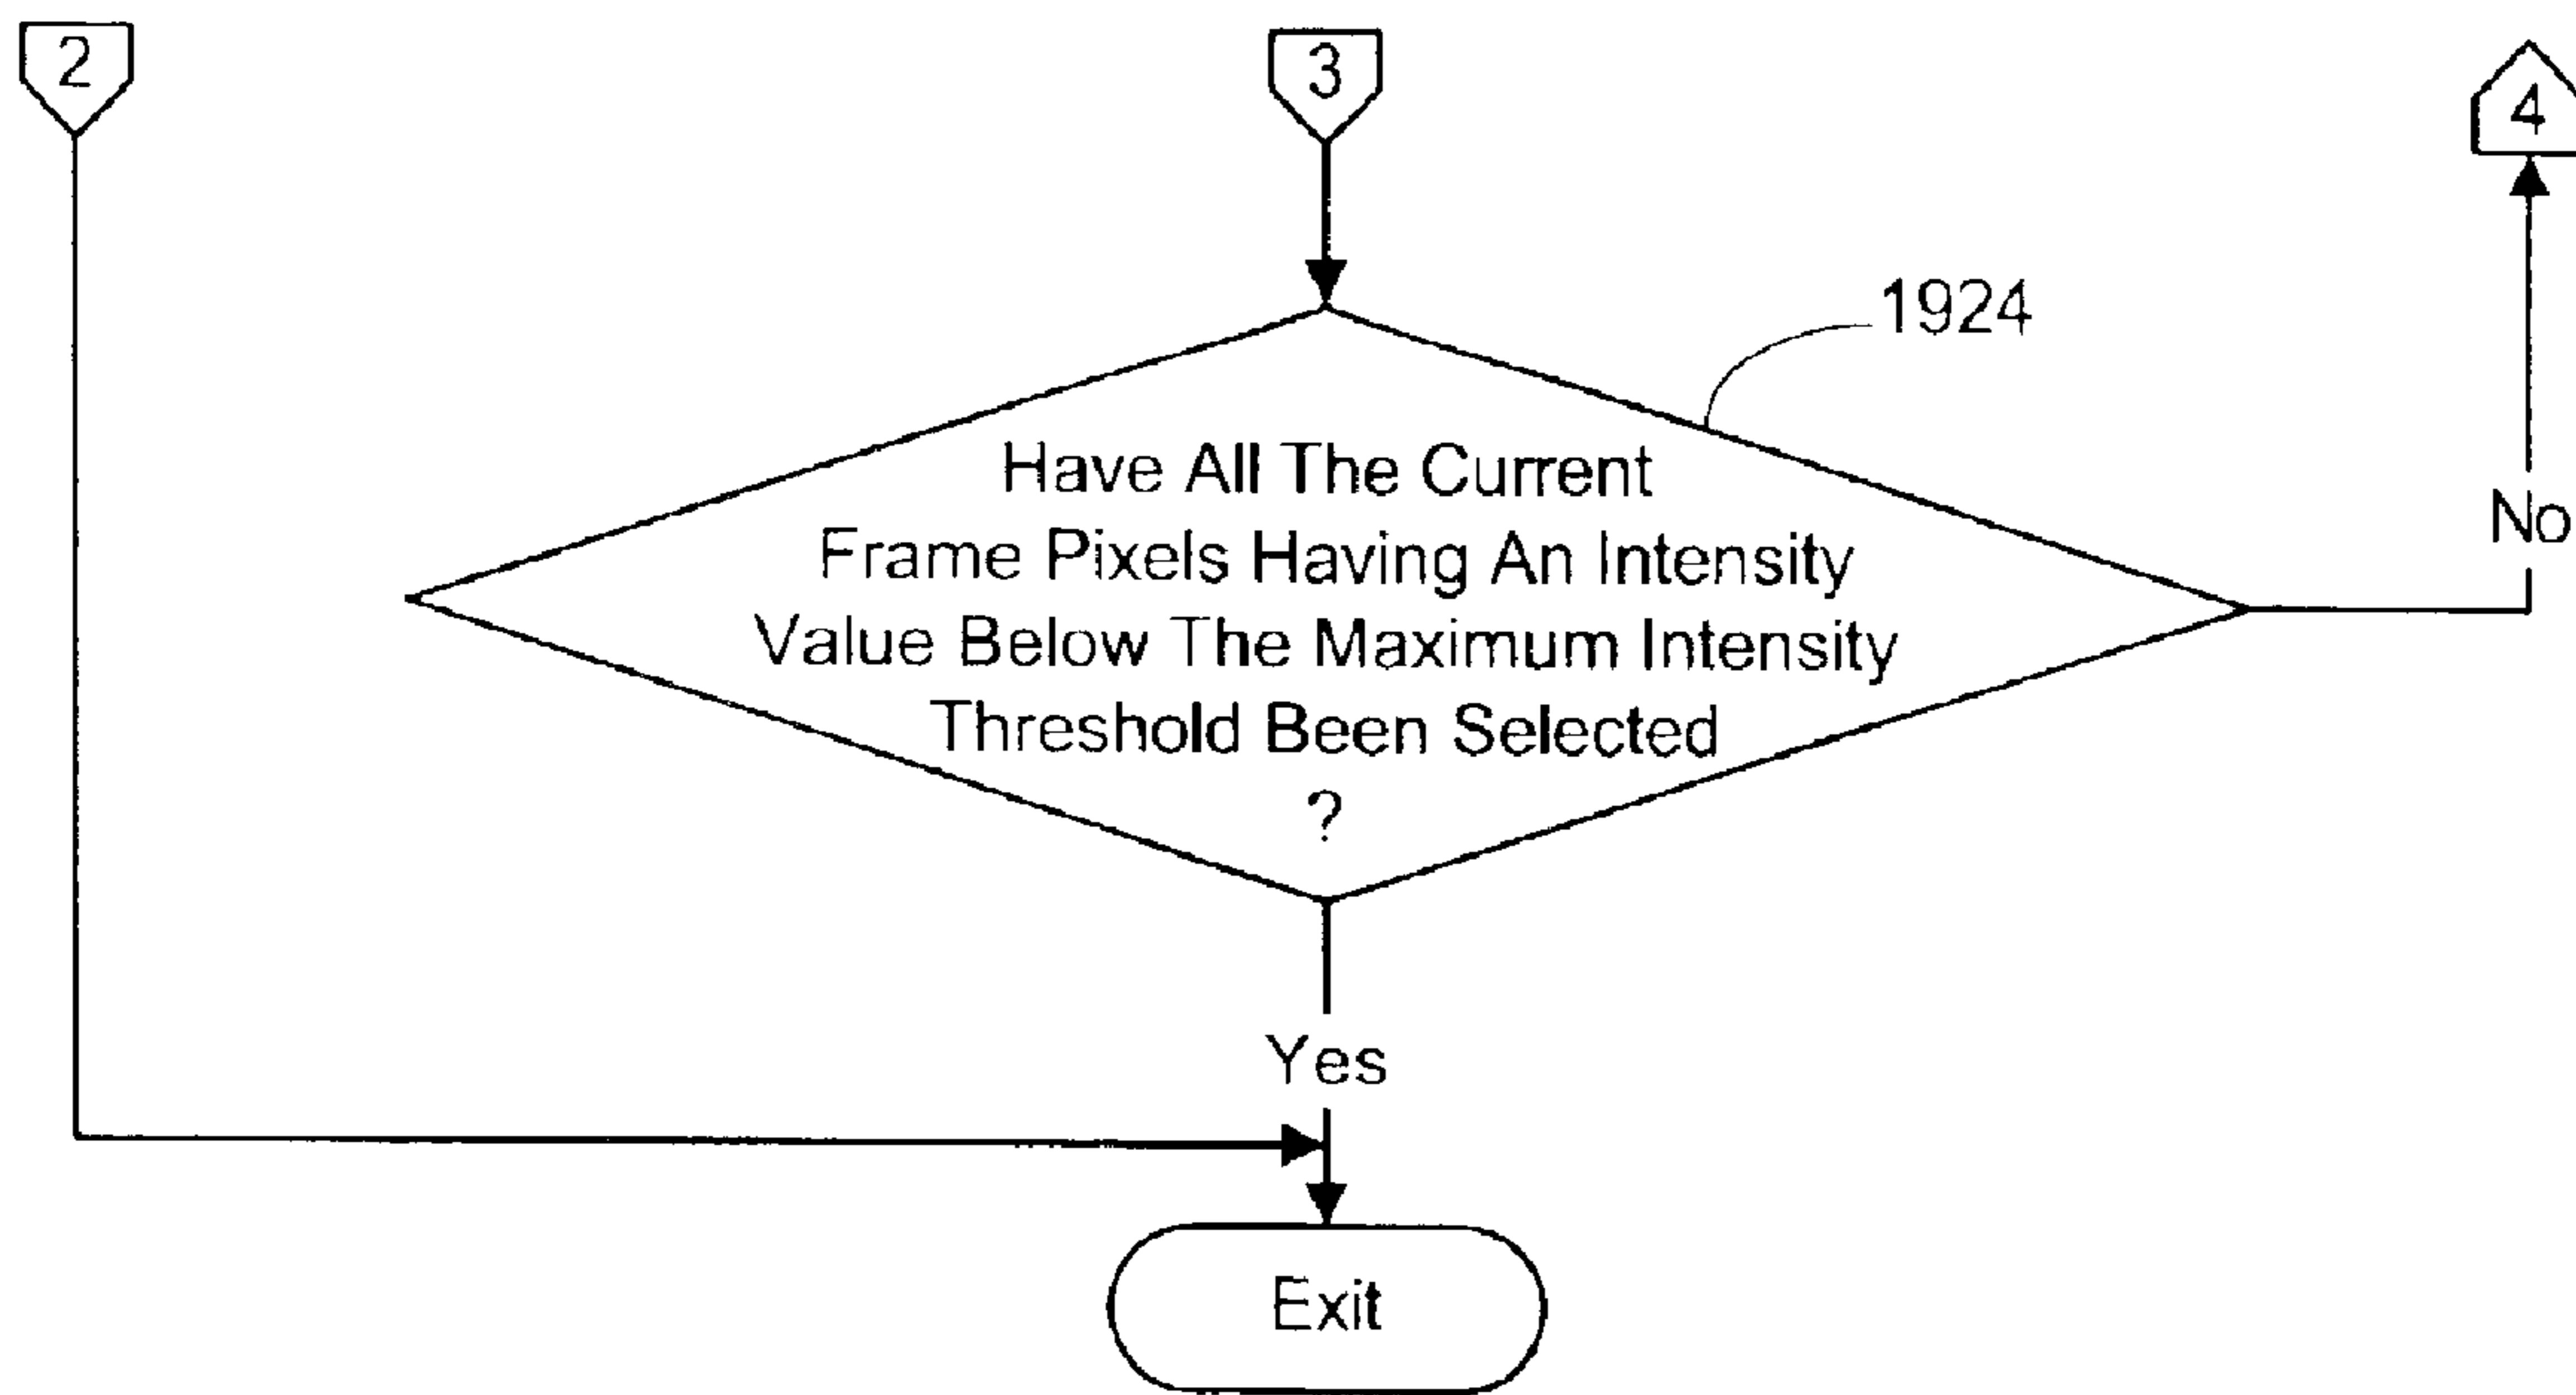 2
3
4
1924
Have All The Current
Frame Pixels Having An Intensity
Value Below The Maximum Intensity
Threshold Been Selected
?
No
Yes
Exit